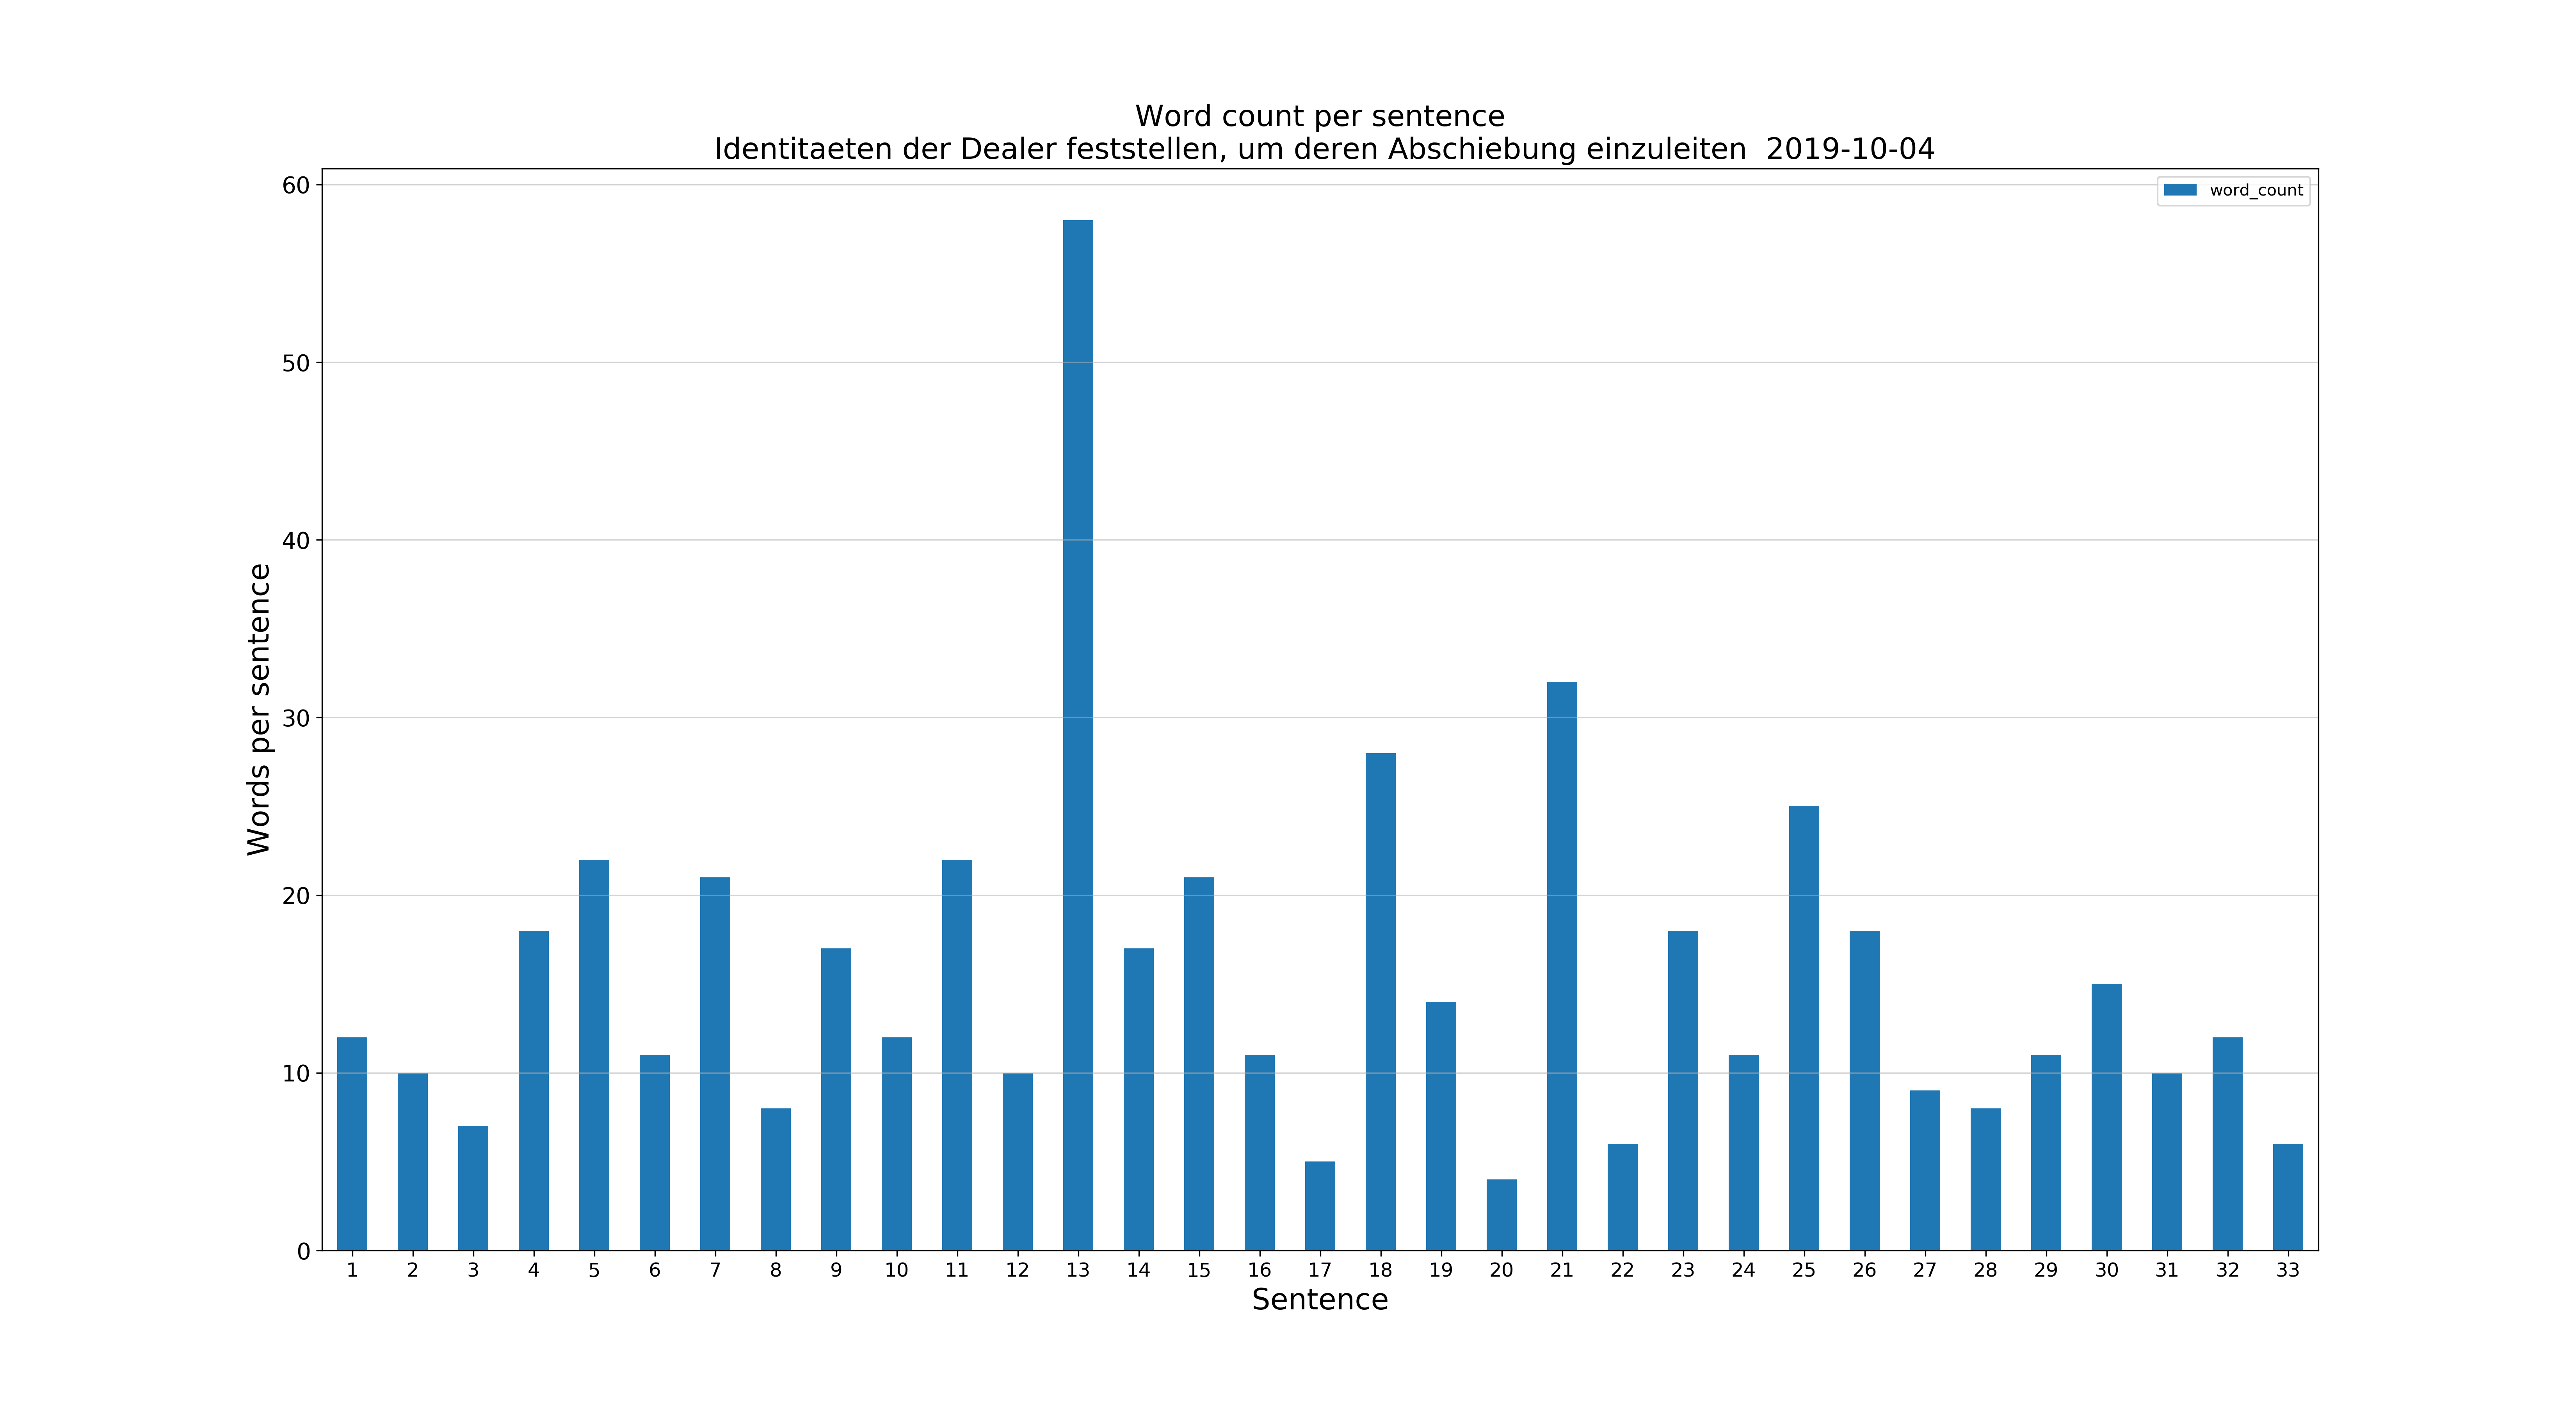 Word count per sentence
Identitaeten der Dealer feststellen, um deren Abschiebung einzuleiten  2019-10-04
word_count
60
50
40
30
20
10
0
Words per sentence
1 2 3 4 5 6 7 8 9 10 11 12 13 14 15 16 17 18 19 20 21 22 23 24 25 26 27 28 29 30 31 32 33
Sentence